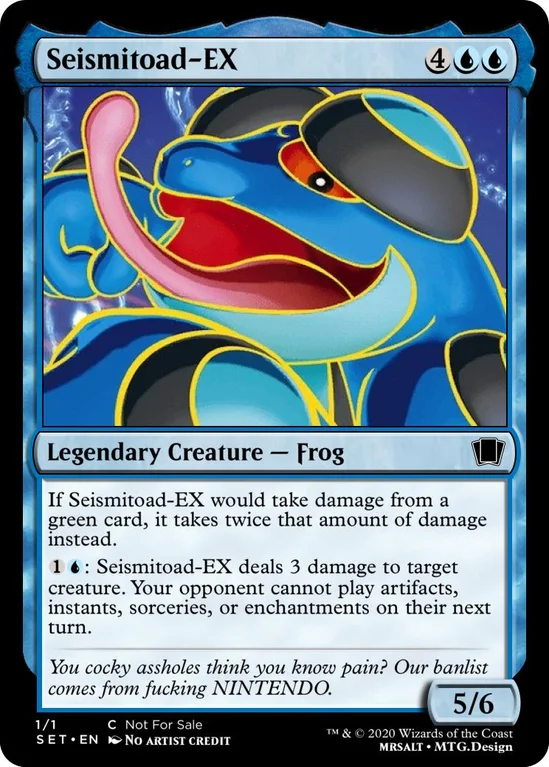 Seismitoad-EX 4
Legendary Creature — Frog
If Seismitoad-EX would take damage from a
green card, it takes twice that amount of damage
instead.
1: Seismitoad-EX deals 3 damage to target
creature. Your opponent cannot play artifacts,
instants, sorceries, or enchantments on their next
turn.
You cocky assholes think you know pain? Our banlist
comes from fucking NINTENDO.
5/6
1/1 C Not For Sale
SET • EN No artist credit
™ & © 2020 Wizards of the Coast
MRSALT • MTG.Design